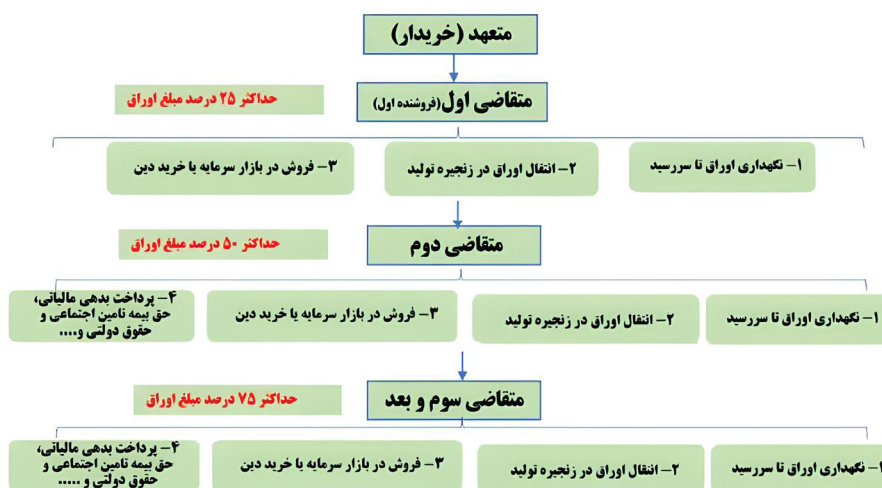 متعهد (خریدار)
حداکثر ۲۵ درصد مبلغ اوراق
متقاضی اول(فروشنده اول)
۱- نگهداری اوراق تا سررسید
۲- انتقال اوراق در زنجیره تولید
۳- فروش در بازار سرمایه یا خرید دین
متقاضی دوم
حداکثر ۵۰ درصد مبلغ اوراق
۱- نگهداری اوراق تا سررسید
۲- انتقال اوراق در زنجیره تولید
۳- فروش در بازار سرمایه یا خرید دین
۴- پرداخت بدهی مالیاتی،
حق بیمه تامین اجتماعی و
حقوق دولتی و....
متقاضی سوم و بعد
حداکثر ۷۵ درصد مبلغ اوراق
۱- نگهداری اوراق تا سررسید
۲- انتقال اوراق در زنجیره تولید
۳- فروش در بازار سرمایه یا خرید دین
۴- پرداخت بدهی مالیاتی،
حق بیمه تامین اجتماعی و
حقوق دولتی و .....